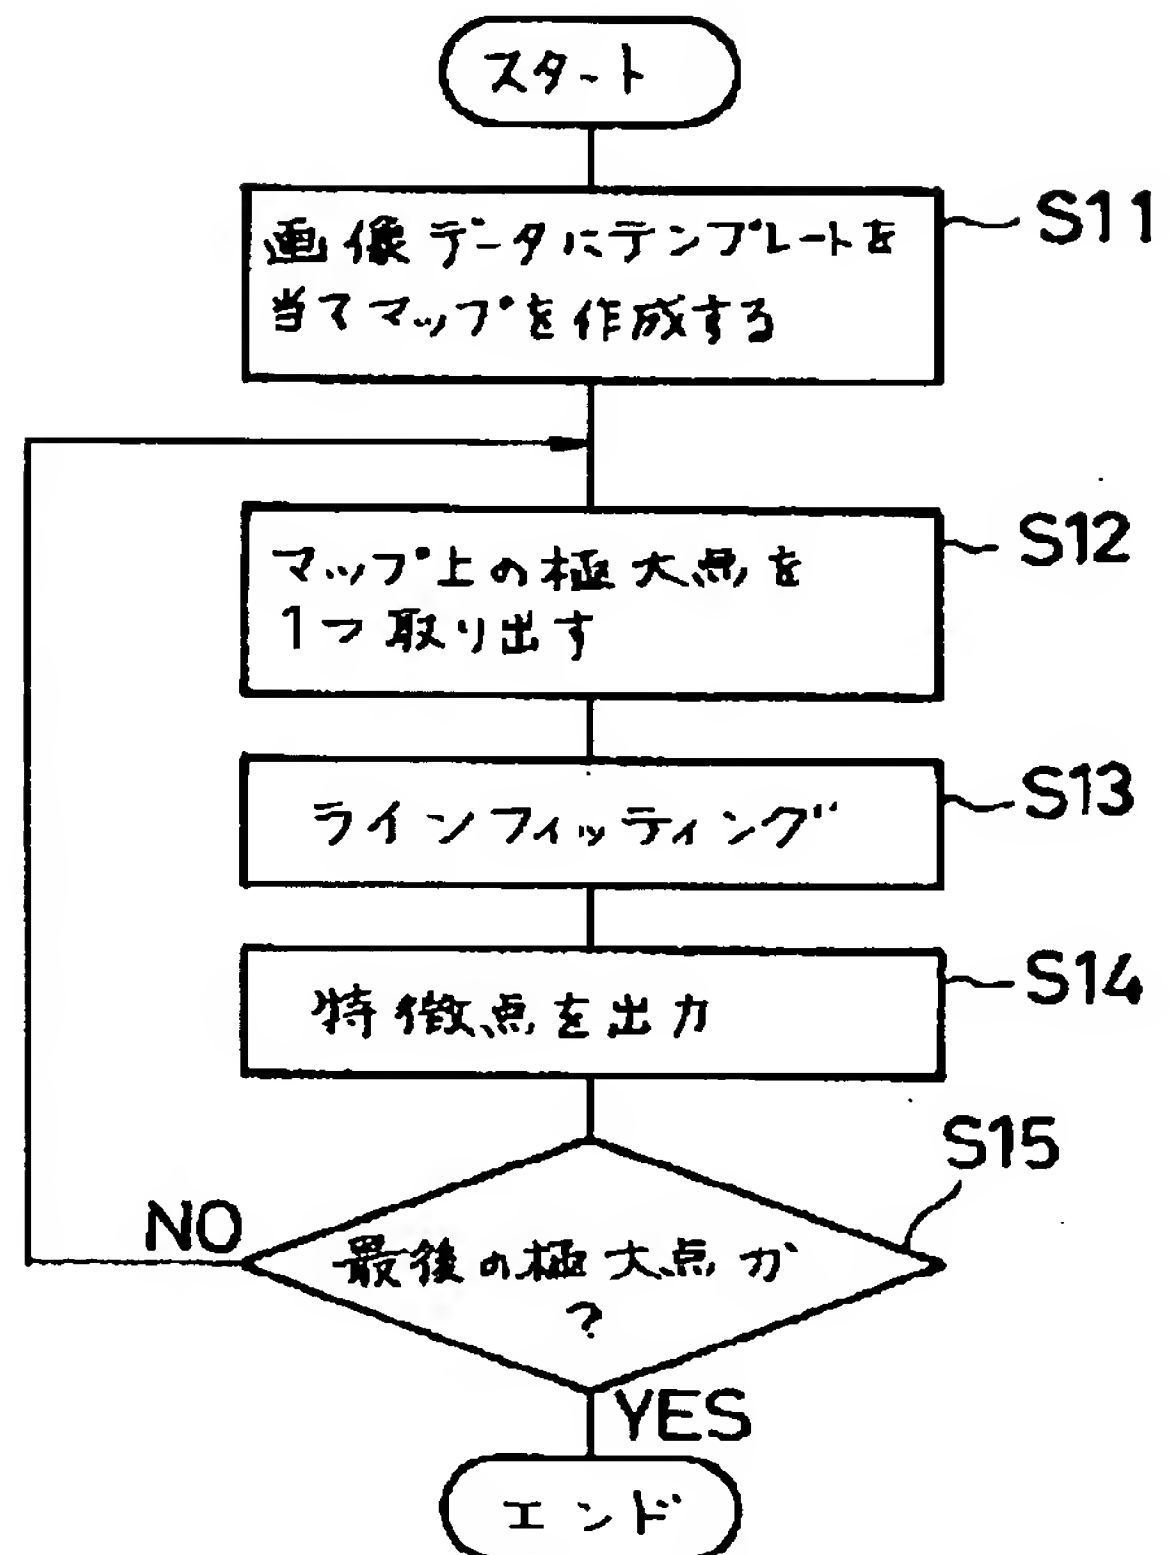 スタート
画像データにテンプレートを
当てマップを作成する
S11
マップ上の極大点を
1つ取り出す
S12
ラインフィッティング
S13
特徴点を出力
S14
S15
NO
最後の極大点か
?
YES
エンド